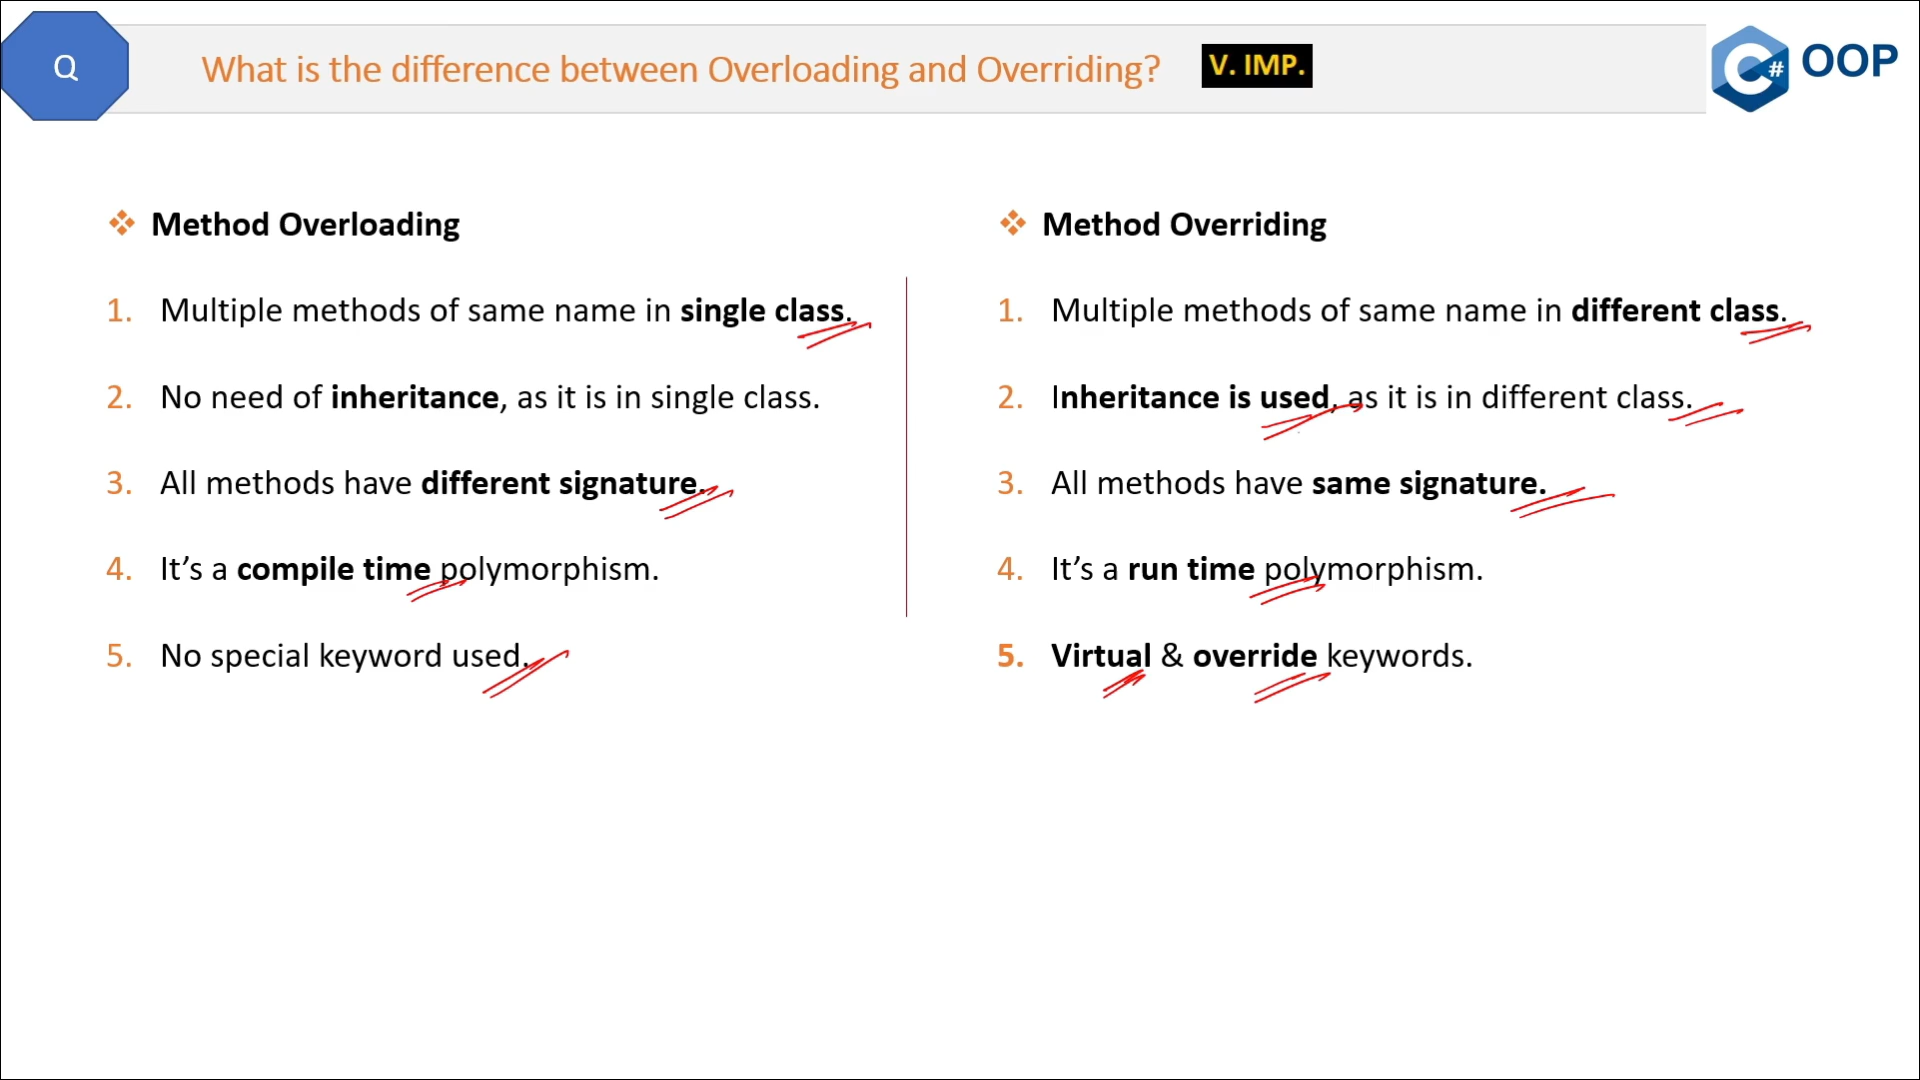 Q
What is the difference between Overloading and Overriding?
V. IMP.
C#
OOP
Method Overloading
1. Multiple methods of same name in single class.
2. No need of inheritance, as it is in single class.
3. All methods have different signature.
4. It’s a compile time polymorphism.
5. No special keyword used.
Method Overriding
1. Multiple methods of same name in different class.
2. Inheritance is used, as it is in different class.
3. All methods have same signature.
4. It’s a run time polymorphism.
5. Virtual & override keywords.